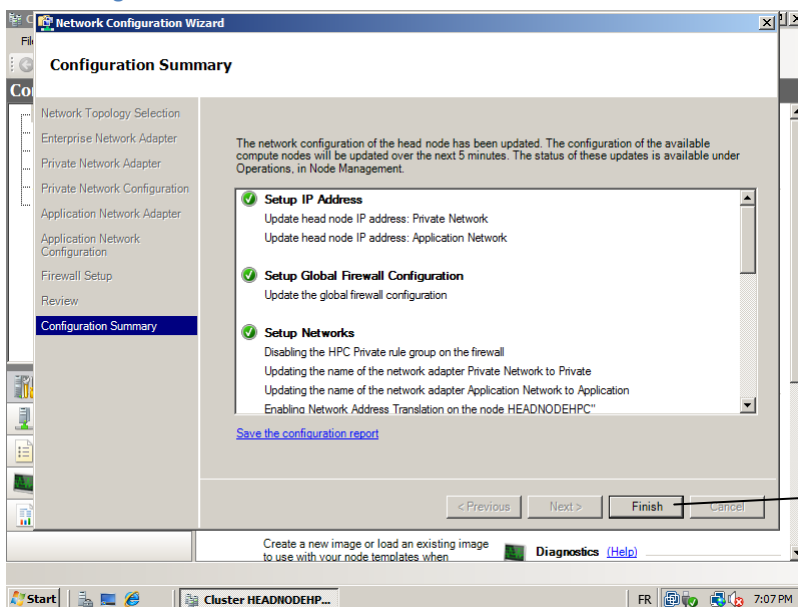 Network Configuration Wizard
Configuration Summary
Network Topology Selection
Enterprise Network Adapter
Private Network Adapter
Private Network Configuration
Application Network Adapter
Application Network
Configuration
Firewall Setup
Review
Configuration Summary
The network configuration of the head node has been updated. The configuration of the available
compute nodes will be updated over the next 5 minutes. The status of these updates is available under
Operations, in Node Management.
Setup IP Address
Update head node IP address: Private Network
Update head node IP address: Application Network
Setup Global Firewall Configuration
Update the global firewall configuration
Setup Networks
Disabling the HPC Private rule group on the firewall
Updating the name of the network adapter Private Network to Private
Updating the name of the network adapter Application Network to Application
Enabling Network Address Translation on the node HEADNODEHPC"
Save the configuration report
< Previous
Next >
Finish
Cancel
Create a new image or load an existing image
to use with your node templates when
Diagnostics (Help)
Start
Cluster HEADNODEHP...
FR
7:07 PM